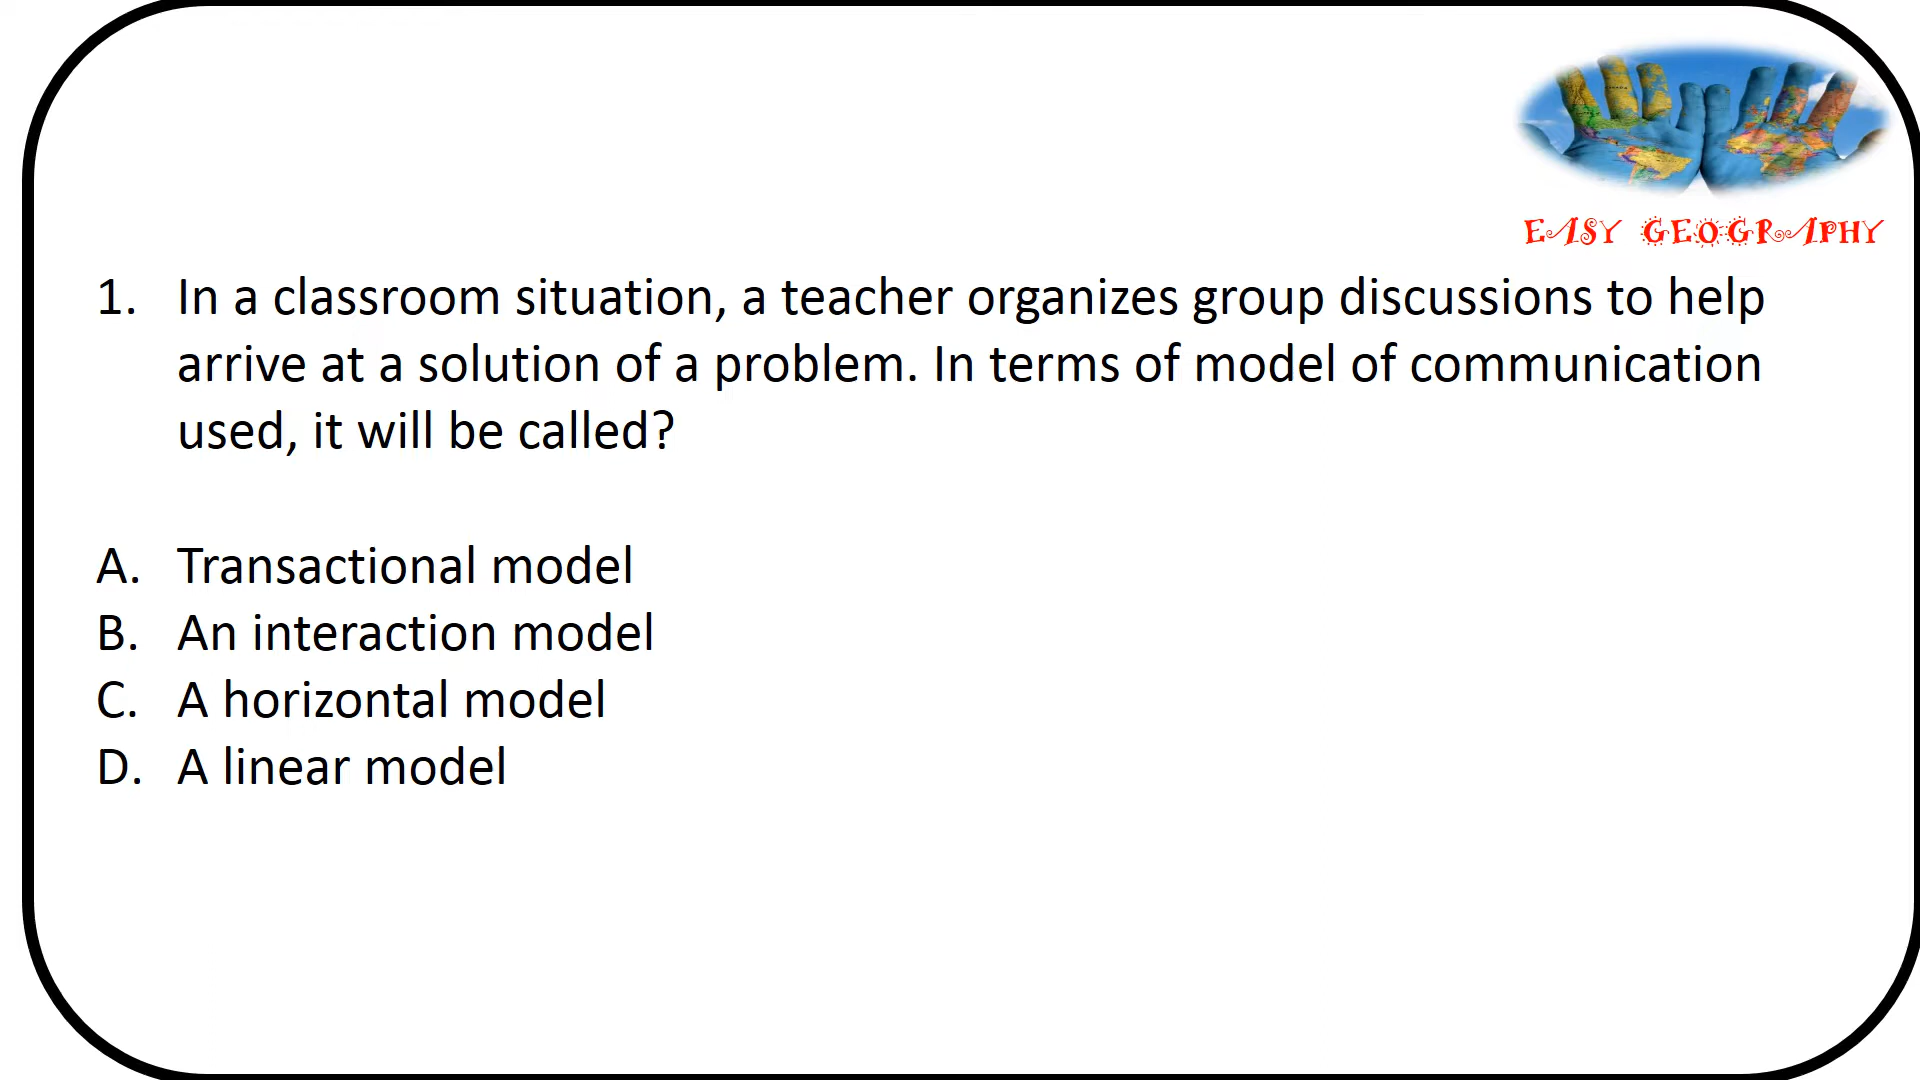 EASY GEOGRAPHY
1. In a classroom situation, a teacher organizes group discussions to help
arrive at a solution of a problem. In terms of model of communication
used, it will be called?
A. Transactional model
B. An interaction model
C. A horizontal model
D. A linear model